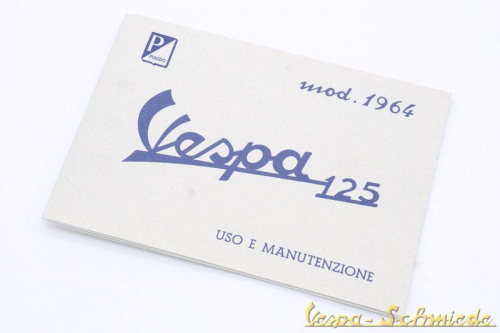 P
PIAGGIO
mod. 1964
Vespa 125
USO E MANUTENZIONE
Vespa-Schmiede